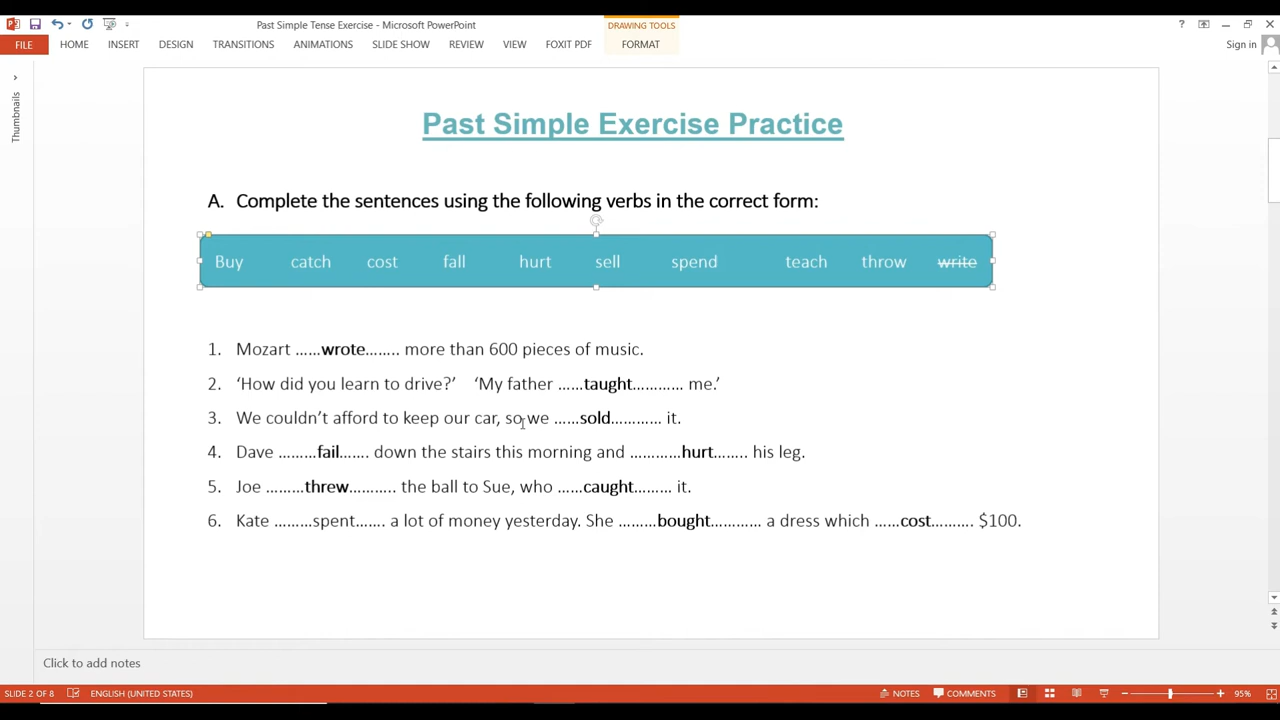 Past Simple Tense Exercise - Microsoft PowerPoint
DRAWING TOOLS
?
FILE HOME INSERT DESIGN TRANSITIONS ANIMATIONS SLIDE SHOW REVIEW VIEW FOXIT PDF FORMAT
Sign in
Thumbnails
Past Simple Exercise Practice
A. Complete the sentences using the following verbs in the correct form:
Buy catch cost fall hurt sell spend teach throw write
1. Mozart ……wrote…….. more than 600 pieces of music.
2. ‘How did you learn to drive?’ ‘My father ……taught………… me.’
3. We couldn’t afford to keep our car, so we ……sold………… it.
4. Dave ………fail……. down the stairs this morning and …………hurt…….. his leg.
5. Joe ………threw……….. the ball to Sue, who ……caught……… it.
6. Kate ………spent……. a lot of money yesterday. She ………bought………… a dress which ……cost………. $100.
Click to add notes
SLIDE 2 OF 8 ENGLISH (UNITED STATES) NOTES COMMENTS 95%